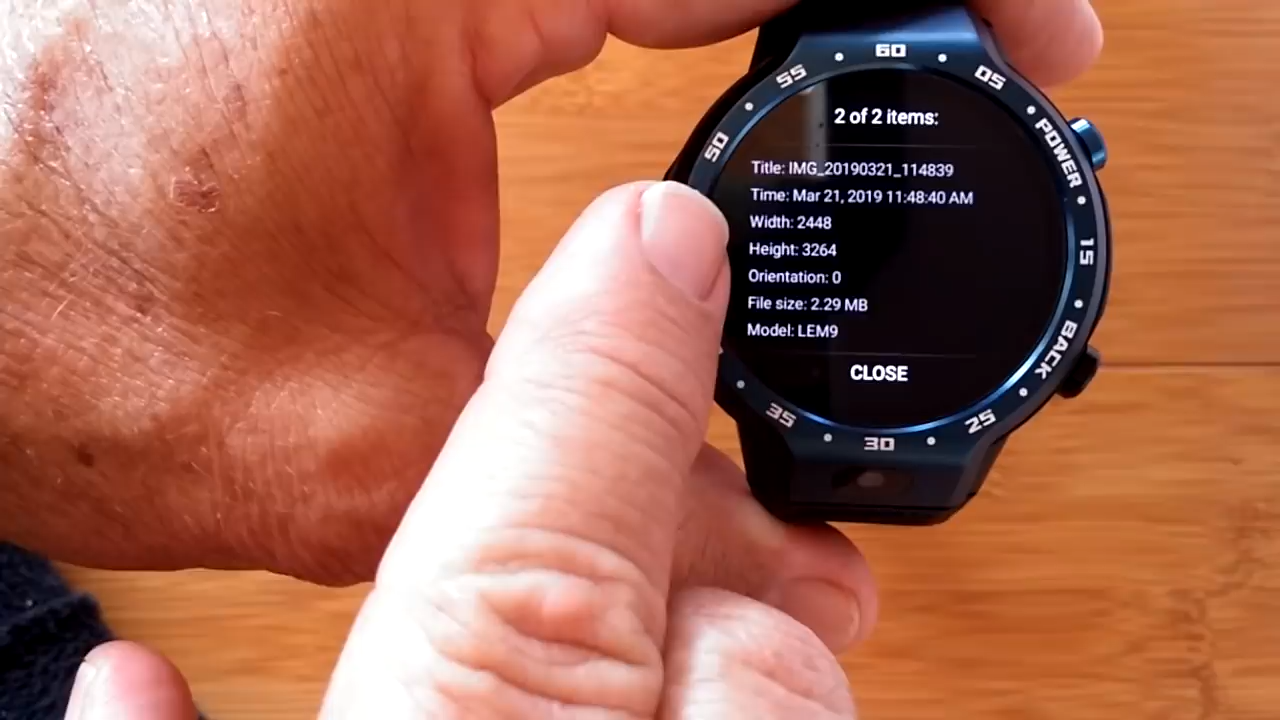 60
05
POWER
15
BACK
25
30
35
50
55
2 of 2 items:
Title: IMG_20190321_114839
Time: Mar 21, 2019 11:48:40 AM
Width: 2448
Height: 3264
Orientation: 0
File size: 2.29 MB
Model: LEM9
CLOSE